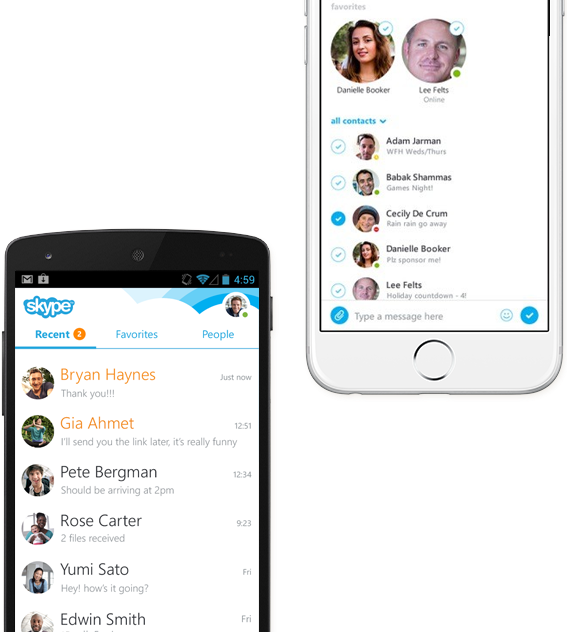 favorites
Danielle Booker
Lee Felts
Online
all contacts
Adam Jarman
WFH Weds/Thurs
Babak Shammas
Games Night!
Cecily De Crum
Rain rain go away
Danielle Booker
Plz sponsor me!
Lee Felts
Holiday countdown - 4!
Type a message here
4:59
skype
Recent 2 Favorites People
Bryan Haynes Just now
Thank you!!!
Gia Ahmet 12:51
I'll send you the link later, it's really funny
Pete Bergman 12:34
Should be arriving at 2pm
Rose Carter 9:23
2 files received
Yumi Sato Fri
Hey! how's it going?
Edwin Smith Fri